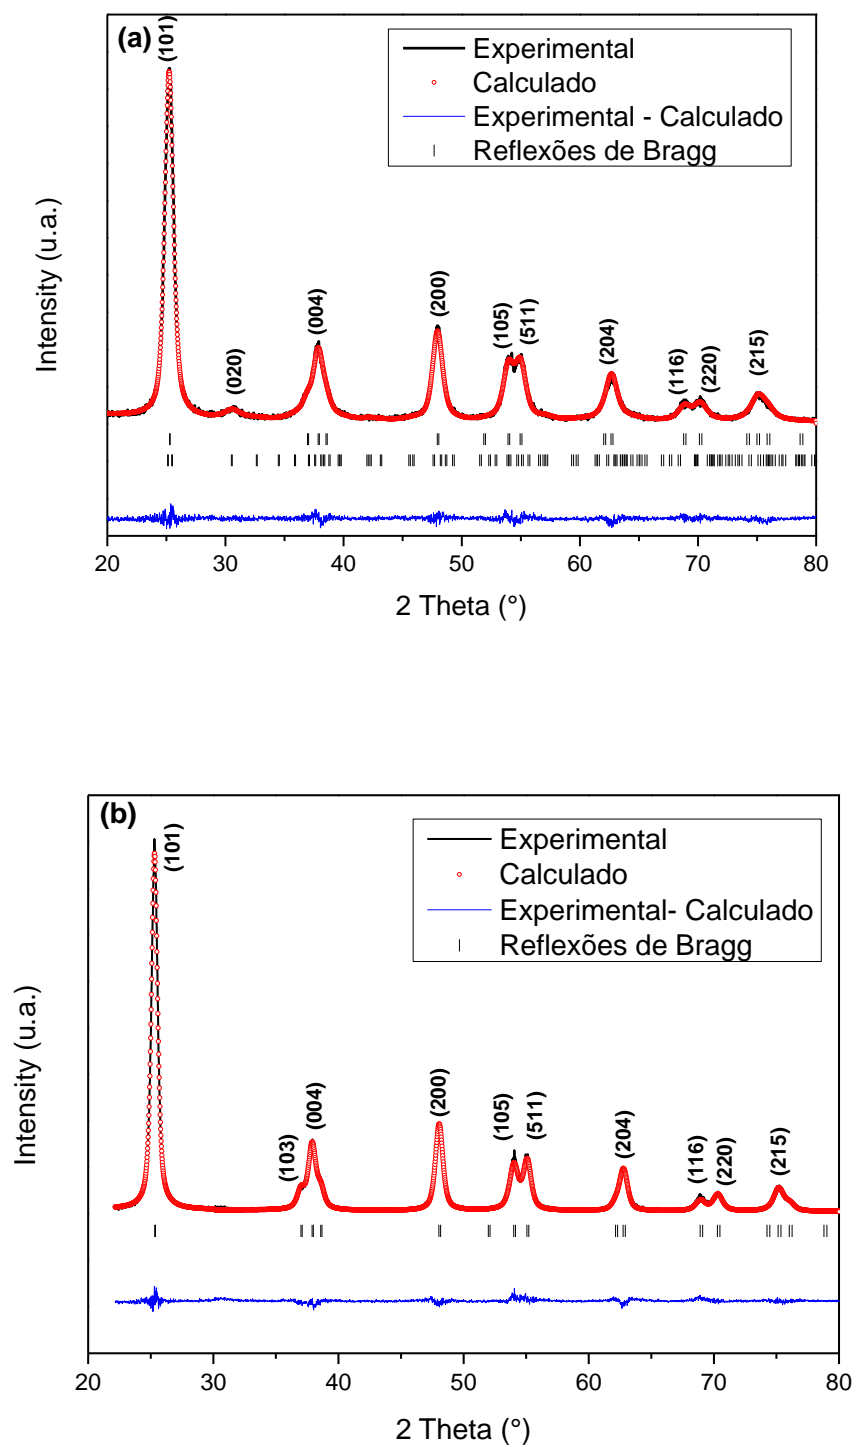 (a)
(101)
Experimental
Calculado
Experimental - Calculado
Reflexões de Bragg
Intensity (u.a.)
(020)
(004)
(200)
(105)
(511)
(204)
(116)
(220)
(215)
20 30 40 50 60 70 80
2 Theta (°)
(b)
(101)
Experimental
Calculado
Experimental- Calculado
Reflexões de Bragg
Intensity (u.a.)
(103)
(004)
(200)
(105)
(511)
(204)
(116)
(220)
(215)
20 30 40 50 60 70 80
2 Theta (°)